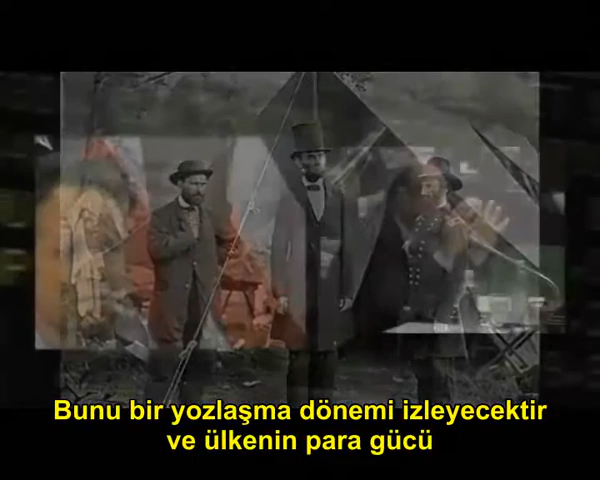 Bunu bir yozlaşma dönemi izleyecektir
ve ülkenin para gücü